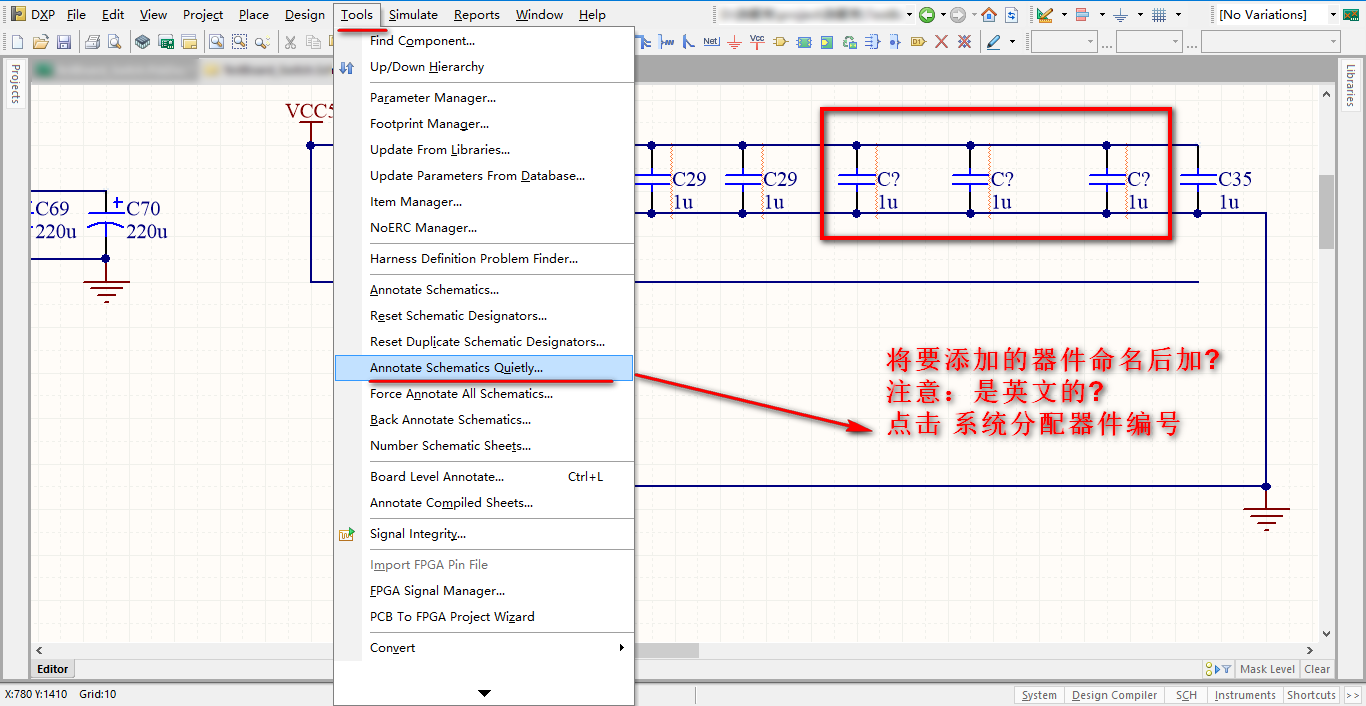 DXP File Edit View Project Place Design Tools Simulate Reports Window Help
[No Variations]
Net Vcc D1
... ...
Projects
Libraries
Find Component...
Up/Down Hierarchy
Parameter Manager...
Footprint Manager...
Update From Libraries...
Update Parameters From Database...
Item Manager...
NoERC Manager...
Harness Definition Problem Finder...
Annotate Schematics...
Reset Schematic Designators...
Reset Duplicate Schematic Designators...
Annotate Schematics Quietly...
Force Annotate All Schematics...
Back Annotate Schematics...
Number Schematic Sheets...
Board Level Annotate... Ctrl+L
Annotate Compiled Sheets...
Signal Integrity...
Import FPGA Pin File
FPGA Signal Manager...
PCB To FPGA Project Wizard
Convert
VCC5
C69
220u
+
C70
220u
C29
1u
C29
1u
C?
1u
C?
1u
C?
1u
C35
1u
将要添加的器件命名后加?
注意：是英文的?
点击 系统分配器件编号
Editor
Mask Level Clear
X:780 Y:1410 Grid:10
System Design Compiler SCH Instruments Shortcuts >>